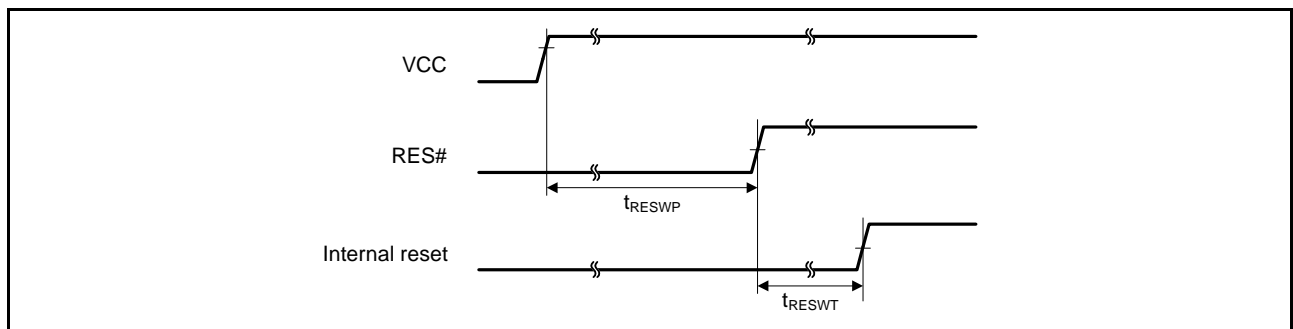 VCC
RES#
tRESWP
Internal reset
tRESWT